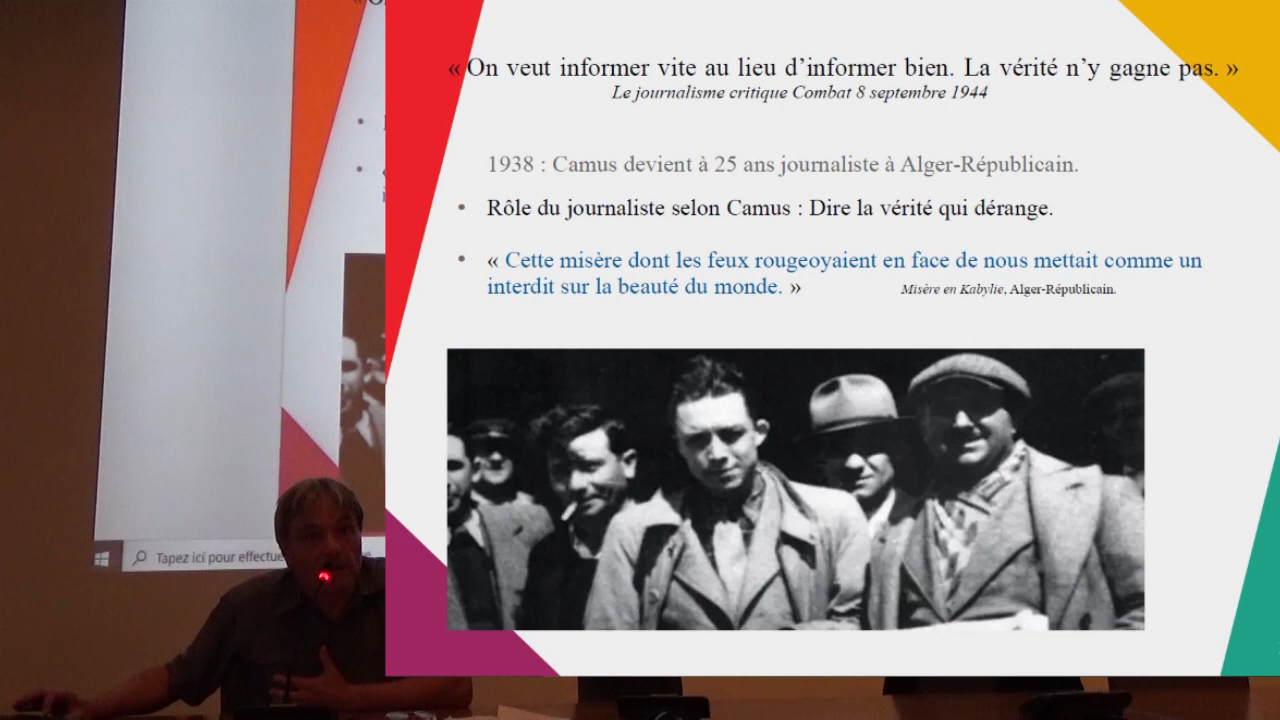 « On veut informer vite au lieu d’informer bien. La vérité n’y gagne pas. »
Le journalisme critique Combat 8 septembre 1944
1938 : Camus devient à 25 ans journaliste à Alger-Républicain.
• Rôle du journaliste selon Camus : Dire la vérité qui dérange.
• « Cette misère dont les feux rougeoyaient en face de nous mettait comme un
interdit sur la beauté du monde. »
Misère en Kabylie, Alger-Républicain.
Tapez ici pour